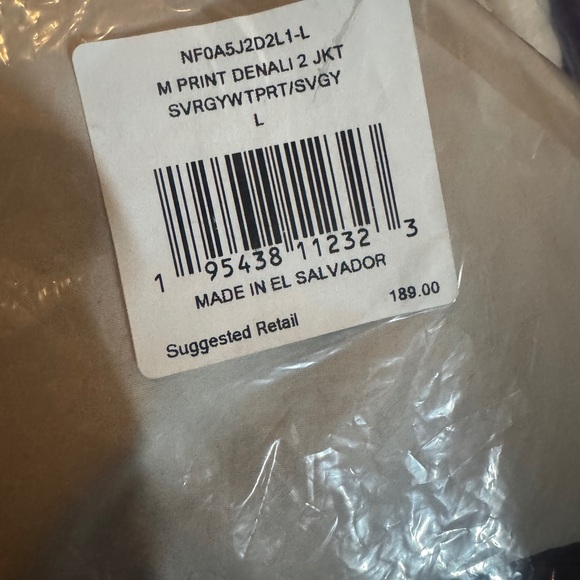 NF0A5J2D2L1-L
M PRINT DENALI 2 JKT
SVRGYWTPRT/SVGY
L
1 95438 11232 3
MADE IN EL SALVADOR
Suggested Retail 189.00